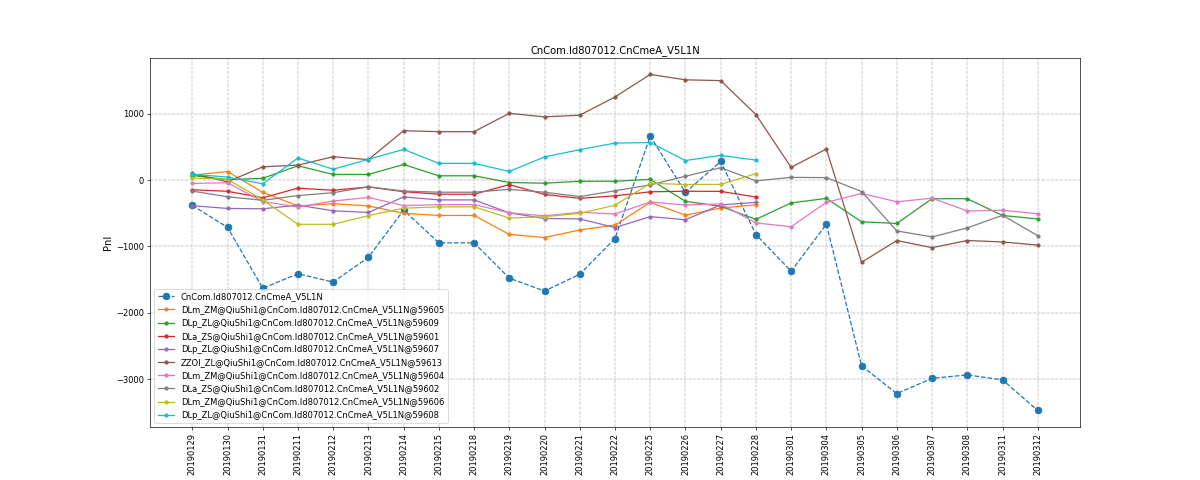 CnCom.Id807012.CnCmeA_V5L1N
1000
0
−1000
−2000
−3000
Pnl
CnCom.Id807012.CnCmeA_V5L1N
DLm_ZM@QiuShi1@CnCom.Id807012.CnCmeA_V5L1N@59605
DLp_ZL@QiuShi1@CnCom.Id807012.CnCmeA_V5L1N@59609
DLa_ZS@QiuShi1@CnCom.Id807012.CnCmeA_V5L1N@59601
DLp_ZL@QiuShi1@CnCom.Id807012.CnCmeA_V5L1N@59607
ZZOI_ZL@QiuShi1@CnCom.Id807012.CnCmeA_V5L1N@59613
DLm_ZM@QiuShi1@CnCom.Id807012.CnCmeA_V5L1N@59604
DLa_ZS@QiuShi1@CnCom.Id807012.CnCmeA_V5L1N@59602
DLm_ZM@QiuShi1@CnCom.Id807012.CnCmeA_V5L1N@59606
DLp_ZL@QiuShi1@CnCom.Id807012.CnCmeA_V5L1N@59608
20190129
20190130
20190131
20190211
20190212
20190213
20190214
20190215
20190218
20190219
20190220
20190221
20190222
20190225
20190226
20190227
20190228
20190301
20190304
20190305
20190306
20190307
20190308
20190311
20190312